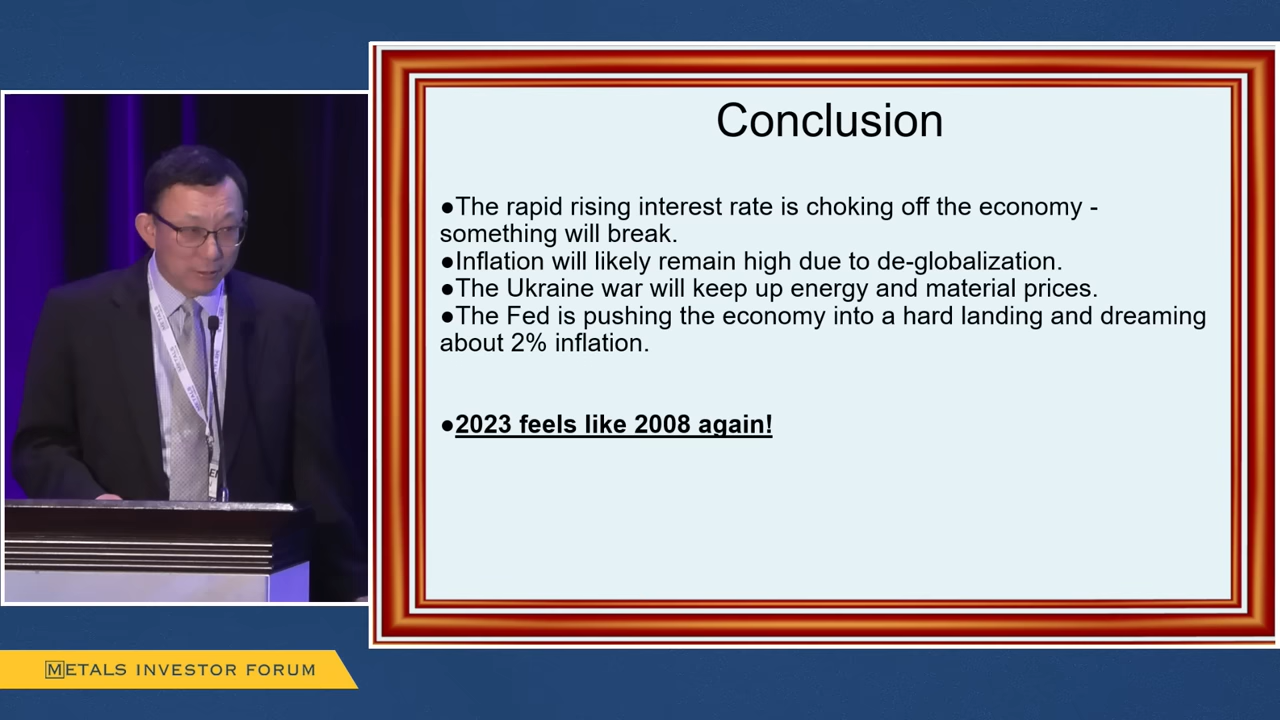 Conclusion
●The rapid rising interest rate is choking off the economy -
something will break.
●Inflation will likely remain high due to de-globalization.
●The Ukraine war will keep up energy and material prices.
●The Fed is pushing the economy into a hard landing and dreaming
about 2% inflation.
●2023 feels like 2008 again!
METALS INVESTOR FORUM